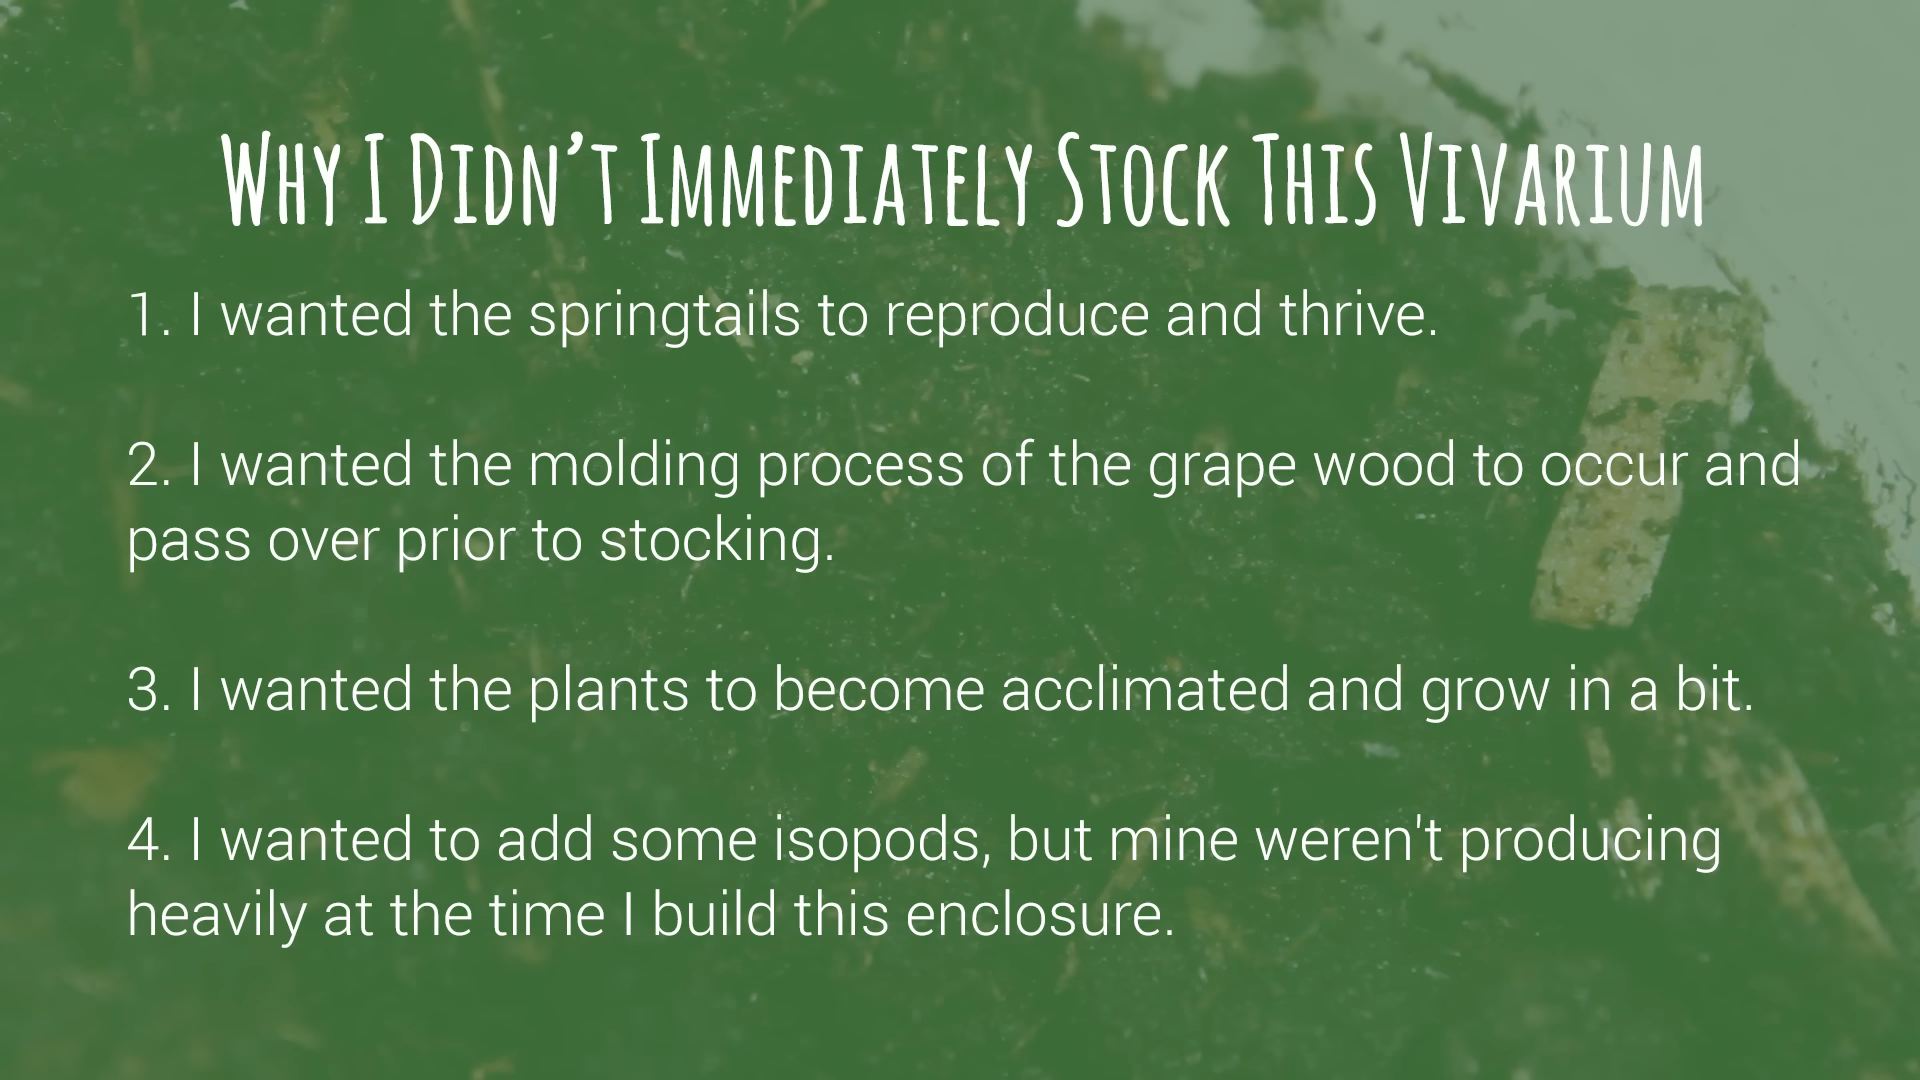 Why I Didn’t Immediately Stock This Vivarium
1. I wanted the springtails to reproduce and thrive.
2. I wanted the molding process of the grape wood to occur and
pass over prior to stocking.
3. I wanted the plants to become acclimated and grow in a bit.
4. I wanted to add some isopods, but mine weren't producing
heavily at the time I build this enclosure.